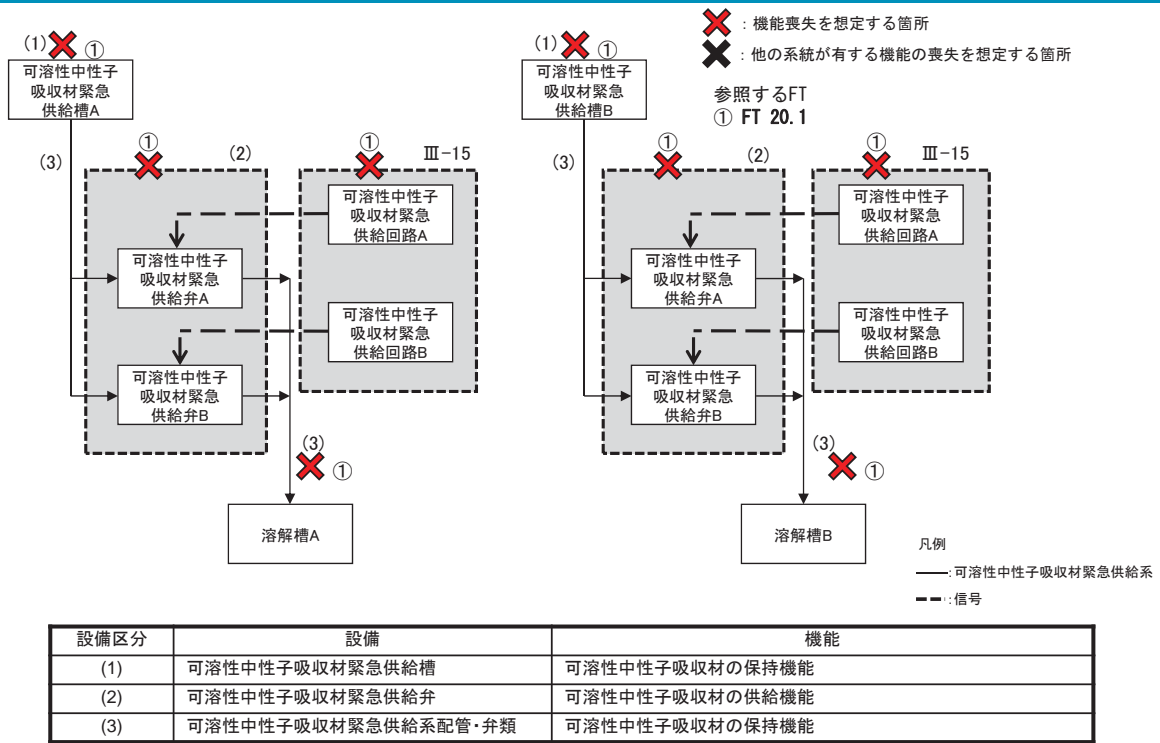 : 機能喪失を想定する箇所
: 他の系統が有する機能の喪失を想定する箇所
参照するFT
① FT 20.1
(1) ①
可溶性中性子
吸収材緊急
供給槽A
(3)
①
(2)
①
Ⅲ-15
可溶性中性子
吸収材緊急
供給回路A
可溶性中性子
吸収材緊急
供給弁A
可溶性中性子
吸収材緊急
供給回路B
可溶性中性子
吸収材緊急
供給弁B
(3)
①
溶解槽A
(1) ①
可溶性中性子
吸収材緊急
供給槽B
(3)
①
(2)
①
Ⅲ-15
可溶性中性子
吸収材緊急
供給回路A
可溶性中性子
吸収材緊急
供給弁A
可溶性中性子
吸収材緊急
供給回路B
可溶性中性子
吸収材緊急
供給弁B
(3)
①
溶解槽B
凡例
:可溶性中性子吸収材緊急供給系
:信号
設備区分 設備 機能
(1) 可溶性中性子吸収材緊急供給槽 可溶性中性子吸収材の保持機能
(2) 可溶性中性子吸収材緊急供給弁 可溶性中性子吸収材の供給機能
(3) 可溶性中性子吸収材緊急供給系配管・弁類 可溶性中性子吸収材の保持機能